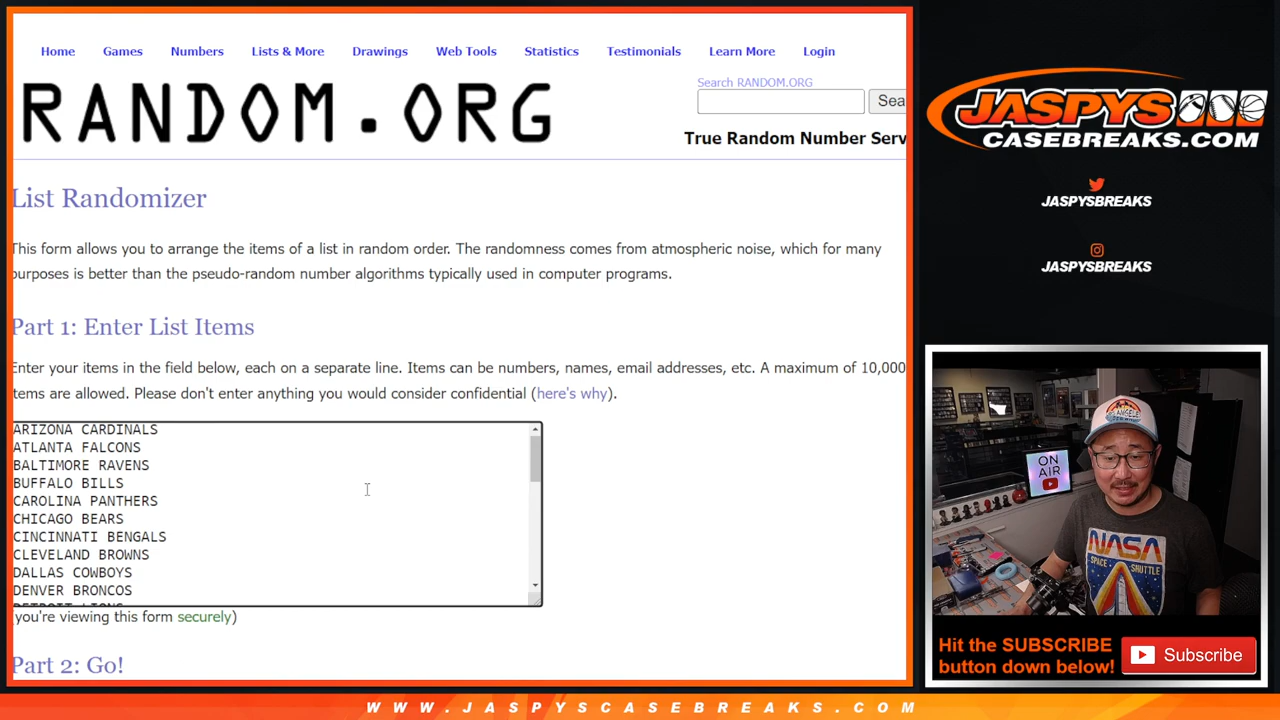 Home Games Numbers Lists & More Drawings Web Tools Statistics Testimonials Learn More Login
RANDOM.ORG
Search RANDOM.ORG
Sea
True Random Number Serv
List Randomizer
This form allows you to arrange the items of a list in random order. The randomness comes from atmospheric noise, which for many
purposes is better than the pseudo-random number algorithms typically used in computer programs.
Part 1: Enter List Items
Enter your items in the field below, each on a separate line. Items can be numbers, names, email addresses, etc. A maximum of 10,000
items are allowed. Please don't enter anything you would consider confidential (here's why).
ARIZONA CARDINALS
ATLANTA FALCONS
BALTIMORE RAVENS
BUFFALO BILLS
CAROLINA PANTHERS
CHICAGO BEARS
CINCINNATI BENGALS
CLEVELAND BROWNS
DALLAS COWBOYS
DENVER BRONCOS
DETROIT LIONS
you're viewing this form securely)
Part 2: Go!
JASPYS
CASEBREAKS.COM
JASPYSBREAKS
JASPYSBREAKS
ANGELES
ON
AIR
NASA
SPACE SHUTTLE
Hit the SUBSCRIBE
button down below!
Subscribe
WWW.JASPYSCASEBREAKS.COM